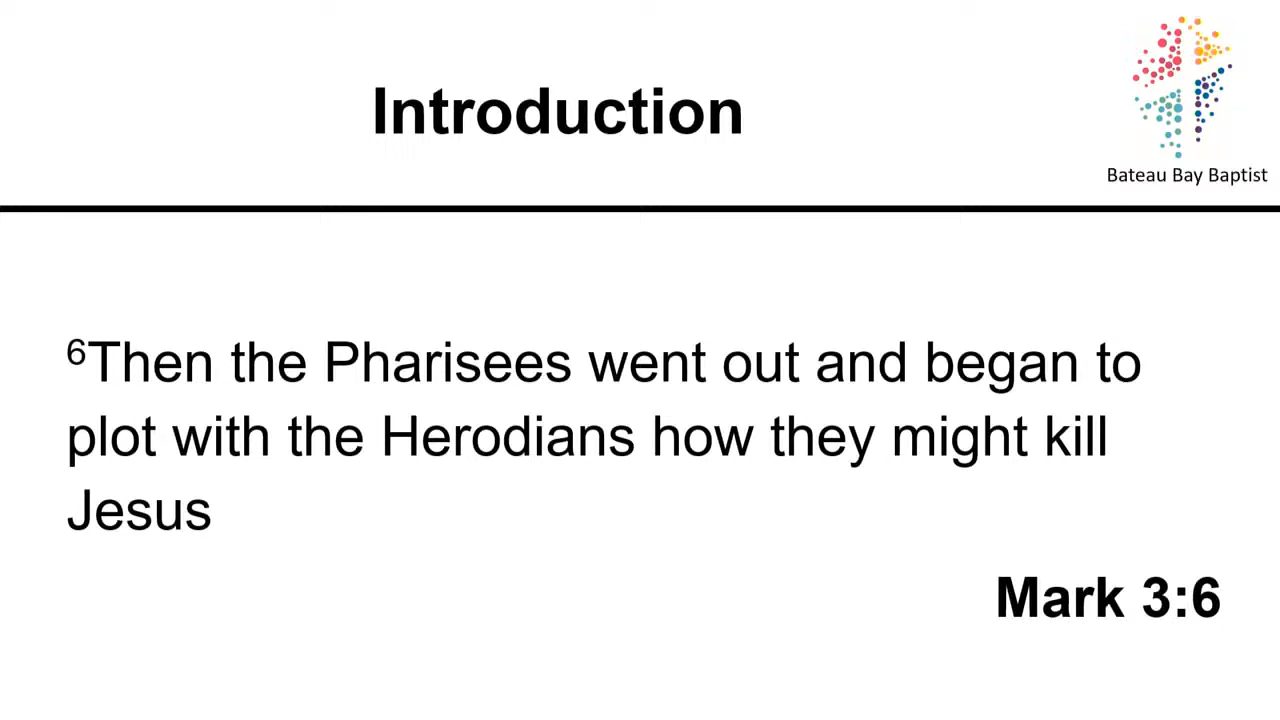 Introduction
Bateau Bay Baptist
⁶Then the Pharisees went out and began to
plot with the Herodians how they might kill
Jesus
Mark 3:6